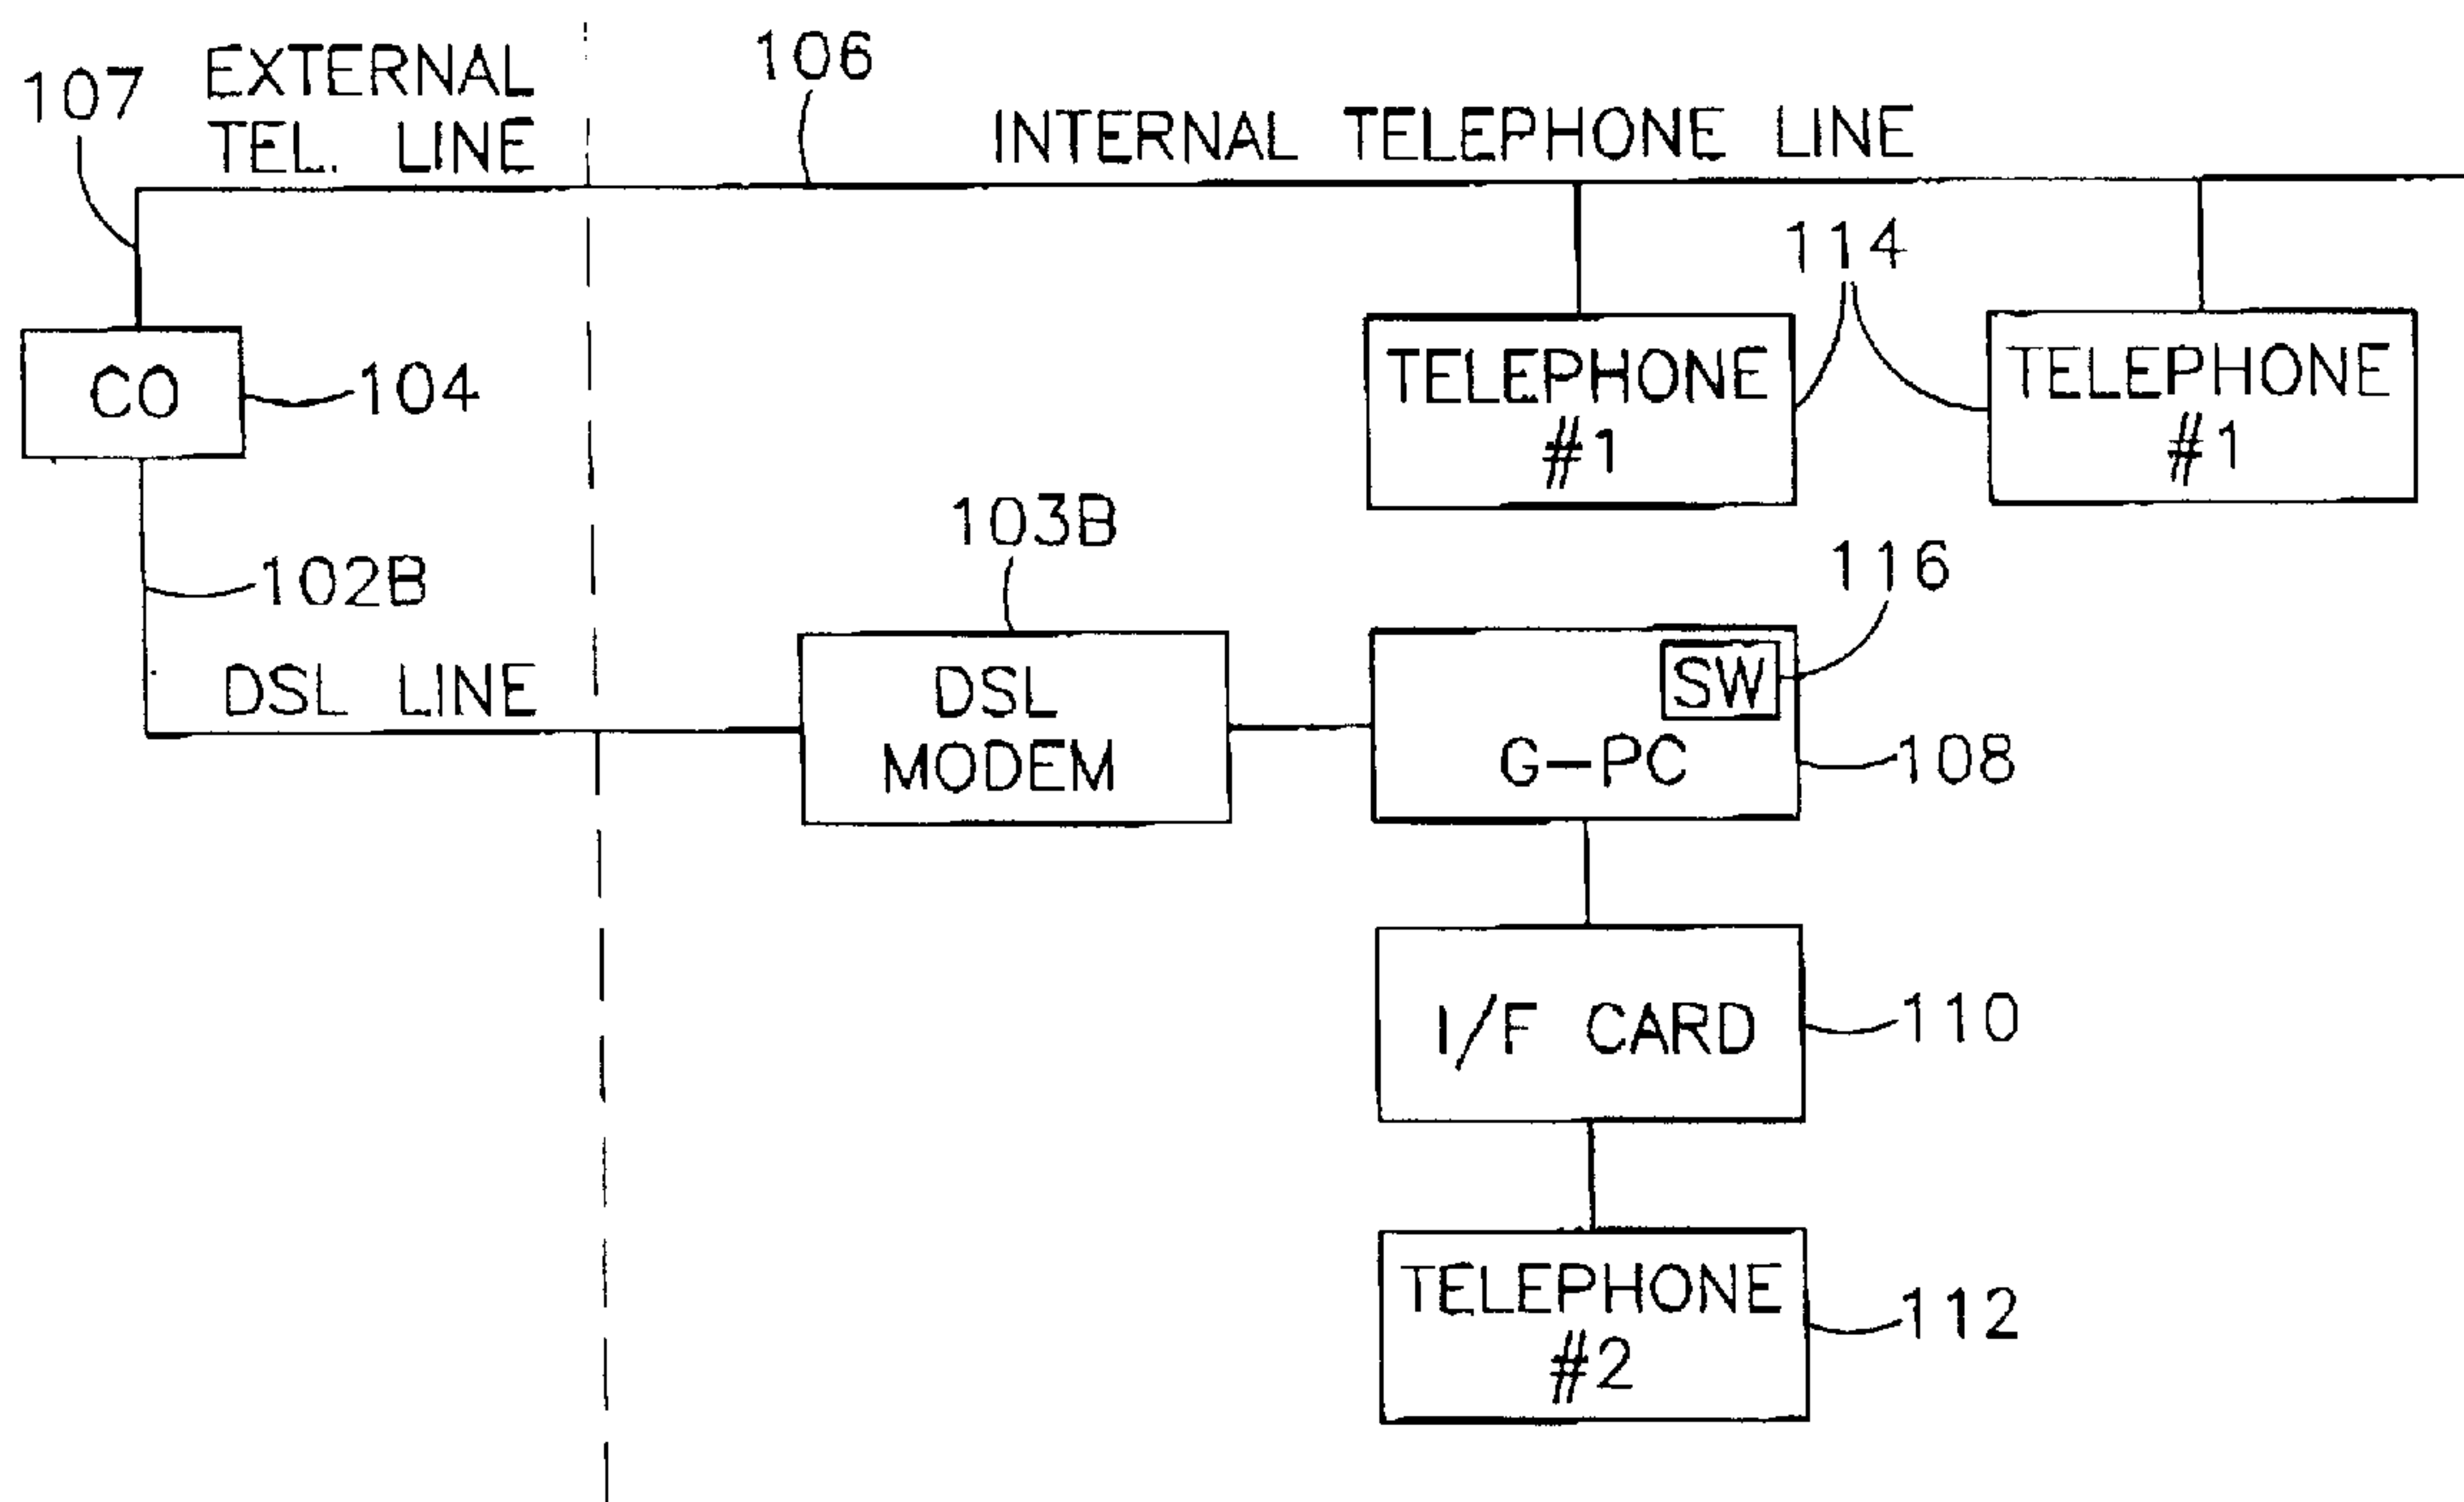 107
EXTERNAL
TEL. LINE
106
INTERNAL TELEPHONE LINE
114
CO
104
TELEPHONE
#1
TELEPHONE
#1
102B
103B
116
DSL LINE
DSL
MODEM
SW
G-PC
108
I/F CARD
110
TELEPHONE
#2
112